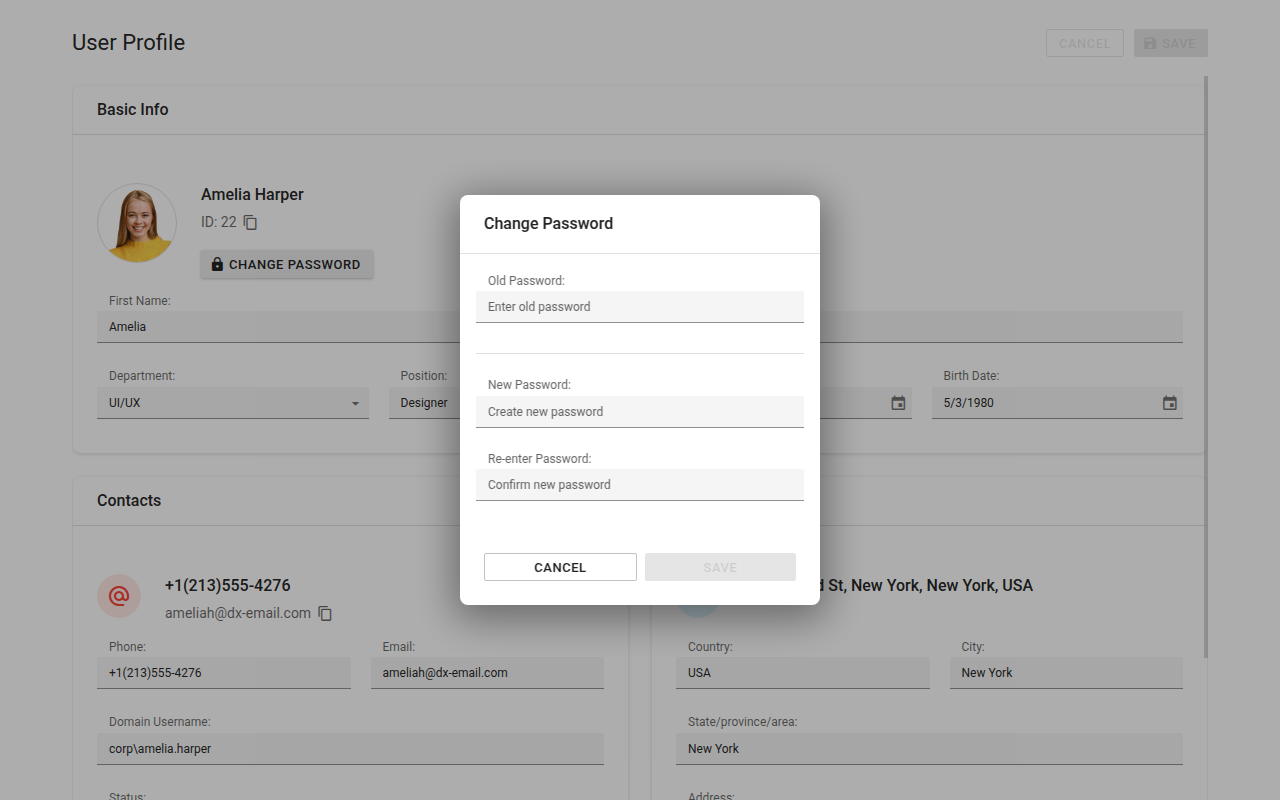 User Profile
CANCEL
SAVE
Basic Info
Amelia Harper
ID: 22
CHANGE PASSWORD
First Name:
Amelia
Department:
UI/UX
Position:
Designer
Birth Date:
5/3/1980
Change Password
Old Password:
Enter old password
New Password:
Create new password
Re-enter Password:
Confirm new password
CANCEL
SAVE
Contacts
+1(213)555-4276
ameliah@dx-email.com
Phone:
+1(213)555-4276
Email:
ameliah@dx-email.com
Domain Username:
corp\amelia.harper
Status:
St, New York, New York, USA
Country:
USA
City:
New York
State/province/area:
New York
Address: